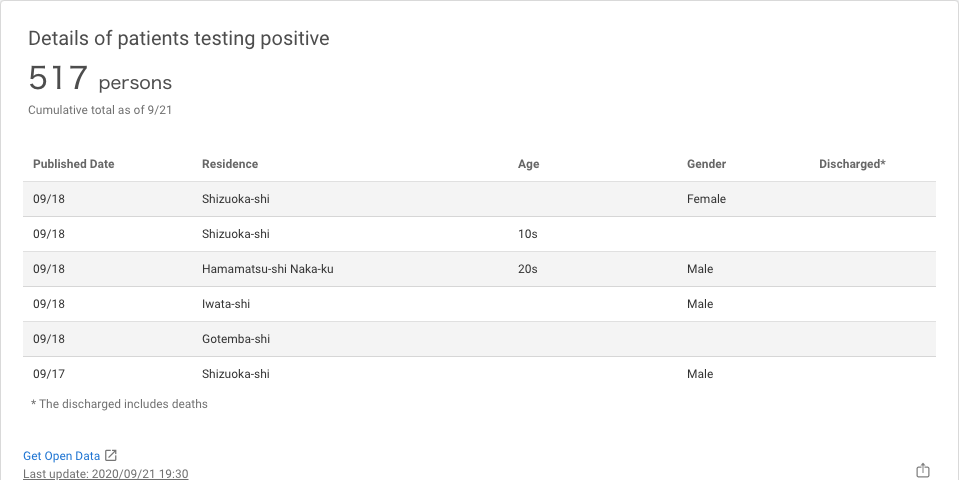 Details of patients testing positive
517 persons
Cumulative total as of 9/21
Published Date Residence Age Gender Discharged*
09/18 Shizuoka-shi Female
09/18 Shizuoka-shi 10s
09/18 Hamamatsu-shi Naka-ku 20s Male
09/18 Iwata-shi Male
09/18 Gotemba-shi
09/17 Shizuoka-shi Male
* The discharged includes deaths
Get Open Data
Last update: 2020/09/21 19:30